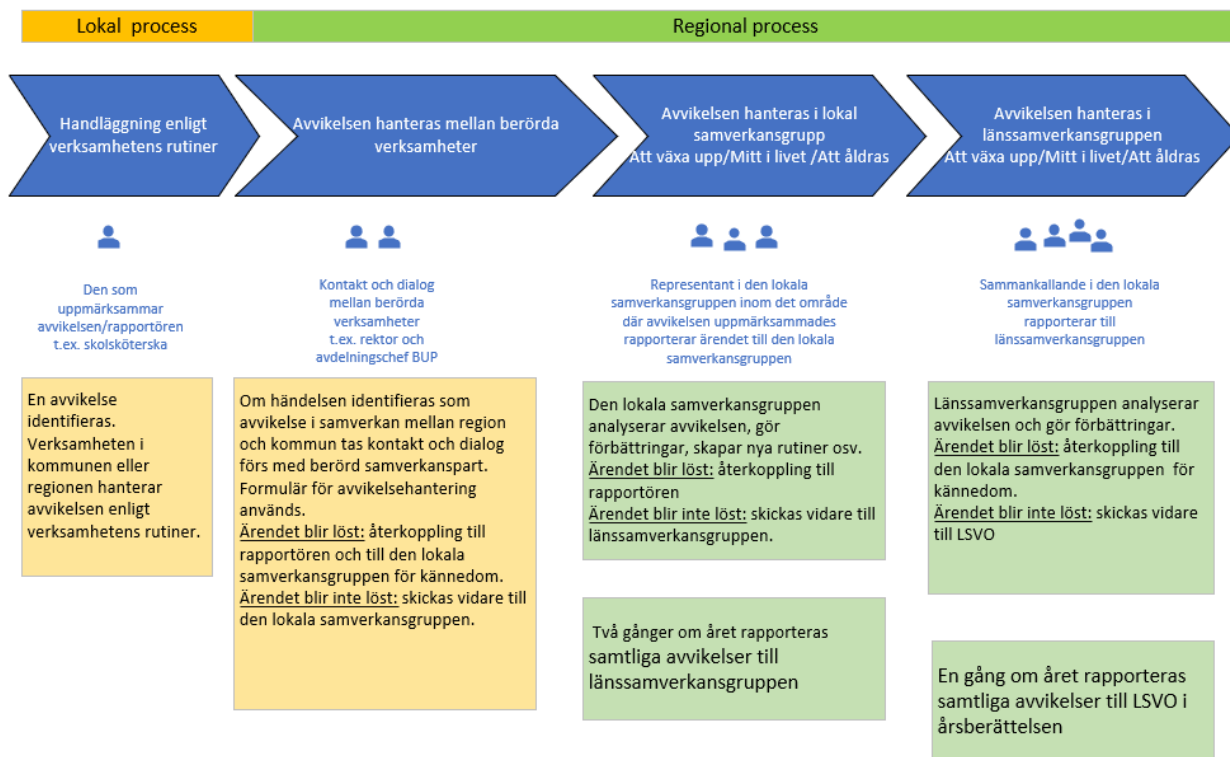 Lokal process
Regional process
Handläggning enligt
verksamhetens rutiner
Avvikelsen hanteras mellan berörda
verksamheter
Avvikelsen hanteras i lokal
samverkansgrupp
Att växa upp/Mitt i livet /Att åldras
Avvikelsen hanteras i
länssamverkansgruppen
Att växa upp/Mitt i livet/Att åldras
Den som
uppmärksammar
avvikelsen/rapportören
t.ex. skolsköterska
Kontakt och dialog
mellan berörda
verksamheter
t.ex. rektor och
avdelningschef BUP
Representant i den lokala
samverkansgruppen inom det område
där avvikelsen uppmärksammades
rapporterar ärendet till den lokala
samverkansgruppen
Sammankallande i den lokala
samverkansgruppen
rapporterar till
länssamverkansgruppen
En avvikelse
identifieras.
Verksamheten i
kommunen eller
regionen hanterar
avvikelsen enligt
verksamhetens rutiner.
Om händelsen identifieras som
avvikelse i samverkan mellan region
och kommun tas kontakt och dialog
förs med berörd samverkanspart.
Formulär för avvikelsehantering
används.
Ärendet blir löst: återkoppling till
rapportören och till den lokala
samverkansgruppen för kännedom.
Ärendet blir inte löst: skickas vidare till
den lokala samverkansgruppen.
Den lokala samverkansgruppen
analyserar avvikelsen, gör
förbättringar, skapar nya rutiner osv.
Ärendet blir löst: återkoppling till
rapportören
Ärendet blir inte löst: skickas vidare till
länssamverkansgruppen.
Två gånger om året rapporteras
samtliga avvikelser till
länssamverkansgruppen
Länssamverkansgruppen analyserar
avvikelsen och gör förbättringar.
Ärendet blir löst: återkoppling till
den lokala samverkansgruppen för
kännedom.
Ärendet blir inte löst: skickas vidare
till LSVO
En gång om året rapporteras
samtliga avvikelser till LSVO i
årsberättelsen